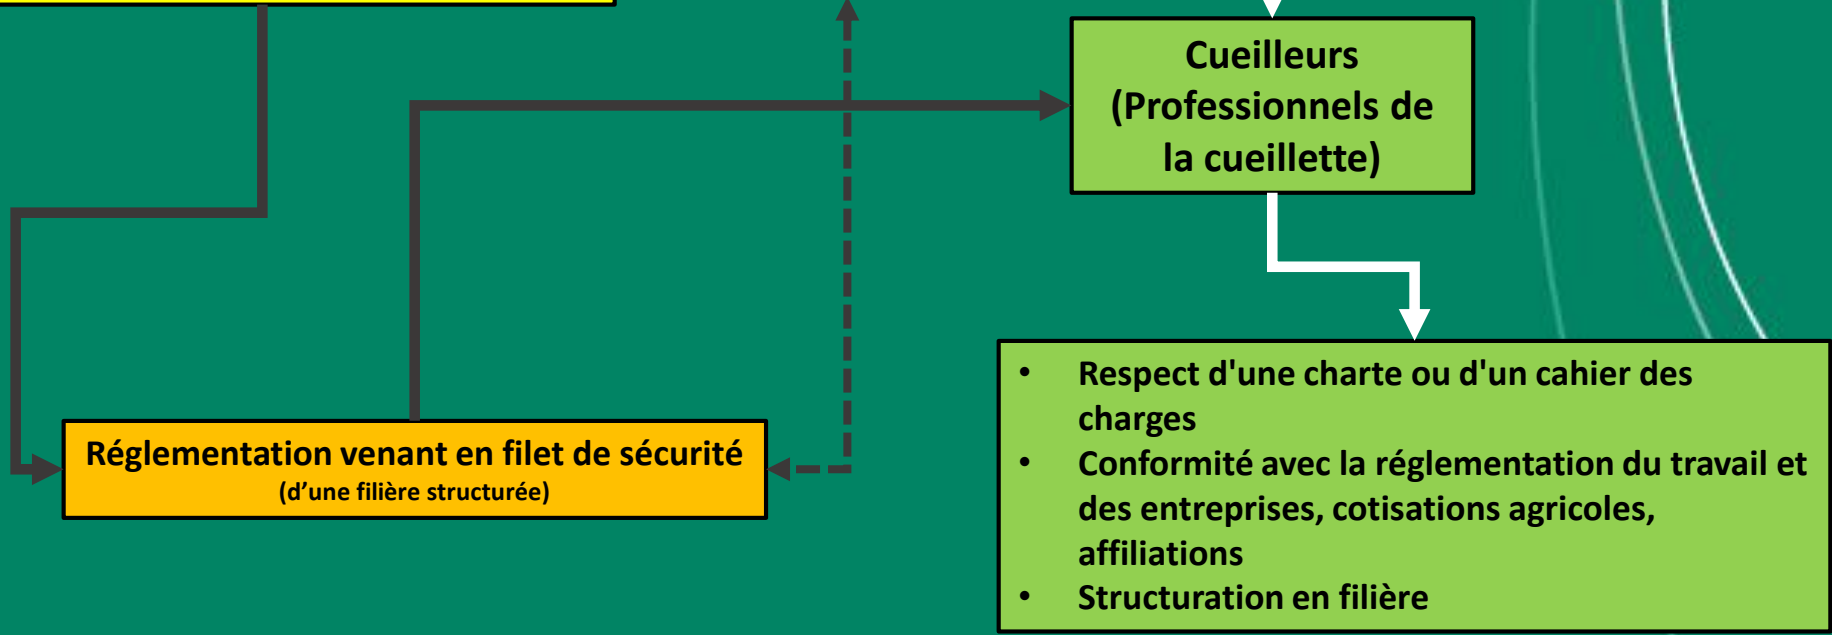 Cueilleurs
(Professionnels de
la cueillette)
Réglementation venant en filet de sécurité
(d’une filière structurée)
• Respect d'une charte ou d'un cahier des
charges
• Conformité avec la réglementation du travail et
des entreprises, cotisations agricoles,
affiliations
• Structuration en filière